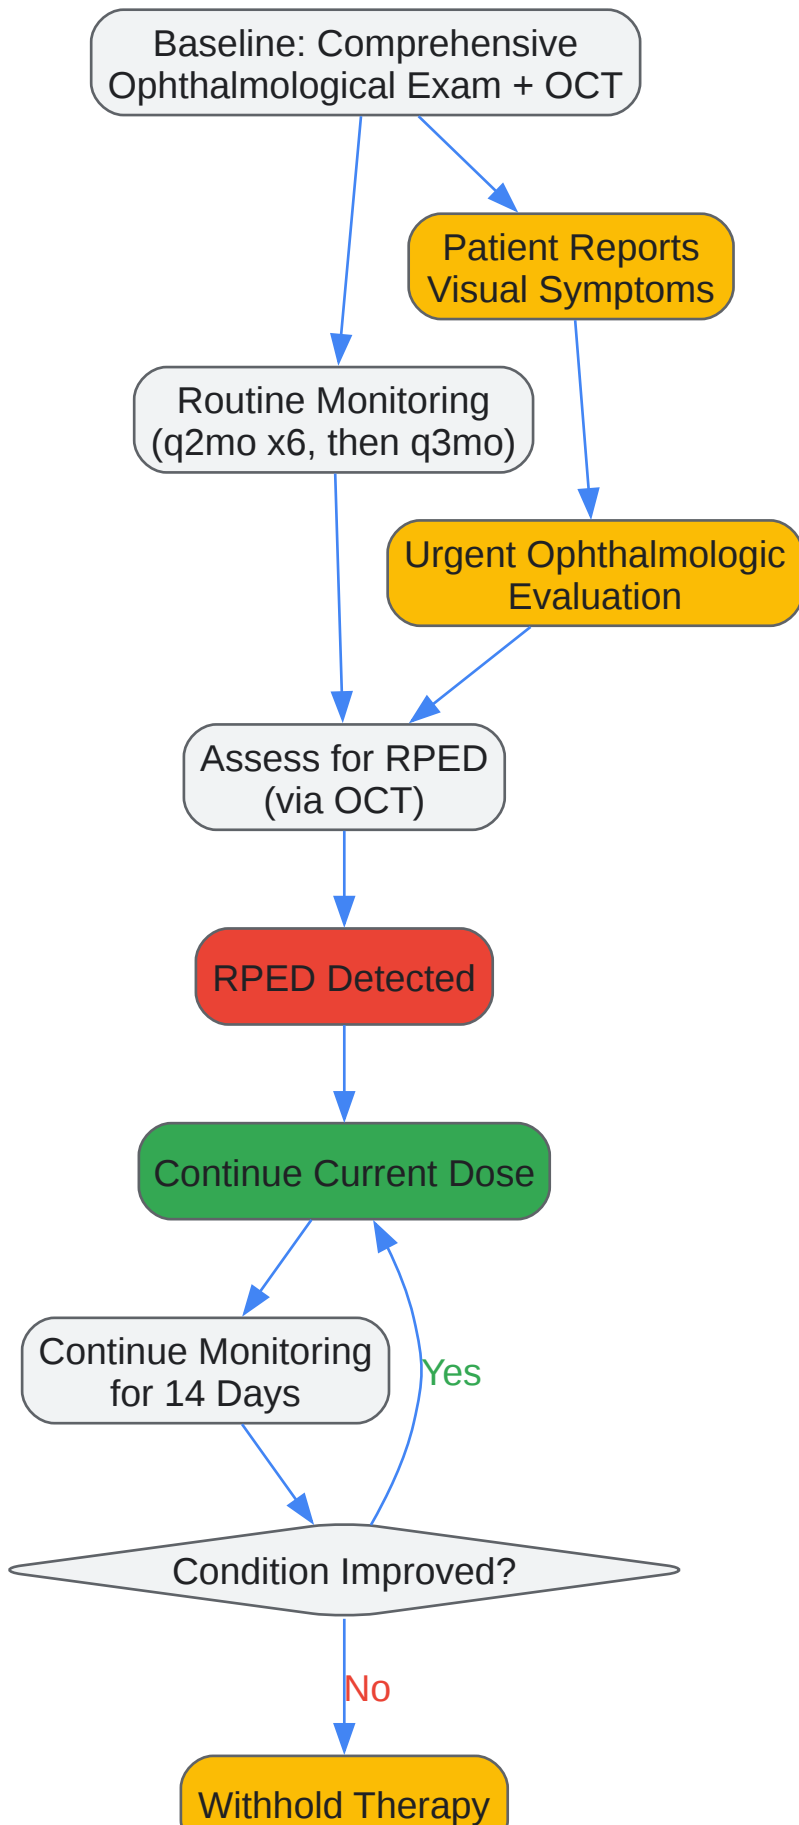 Baseline: Comprehensive
Ophthalmological Exam + OCT
Patient Reports
Visual Symptoms
Routine Monitoring
(q2mo x6, then q3mo)
Urgent Ophthalmologic
Evaluation
Assess for RPED
(via OCT)
RPED Detected
Continue Current Dose
Continue Monitoring
for 14 Days
Yes
Condition Improved?
No
Withhold Therapy